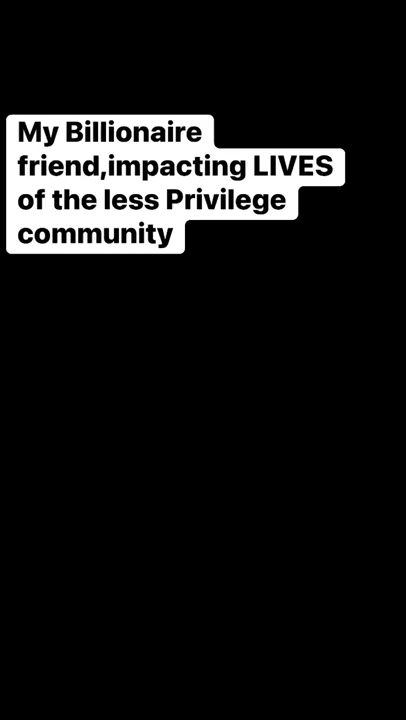 My Billionaire
friend,impacting LIVES
of the less Privilege
community